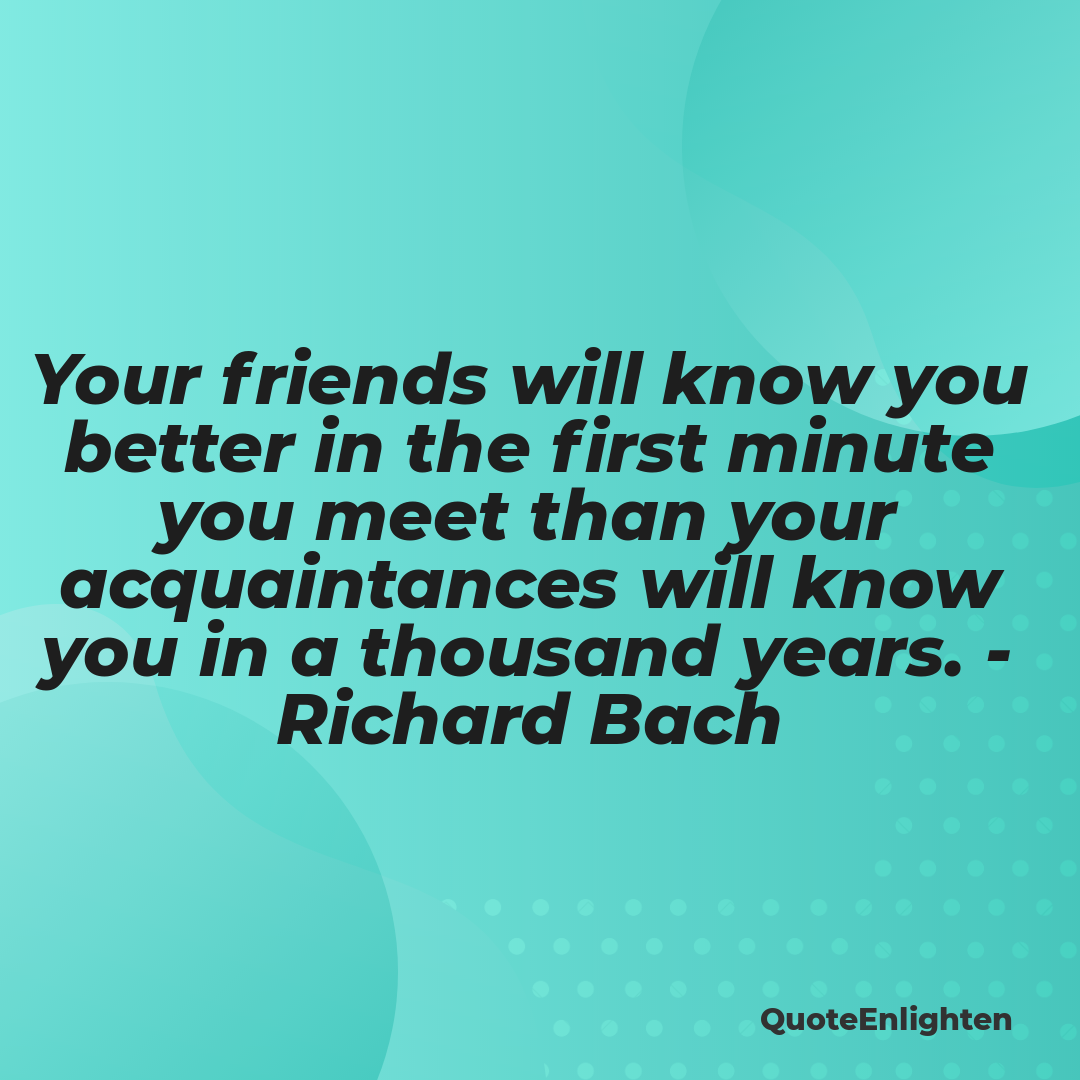 Your friends will know you
better in the first minute
you meet than your
acquaintances will know
you in a thousand years. -
Richard Bach
QuoteEnlighten